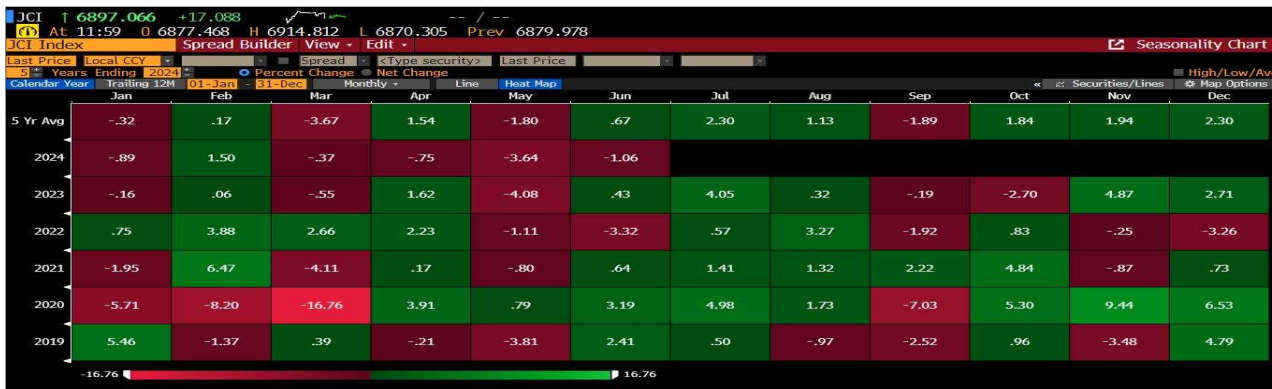 JCI ↑ 6897.066 +17.088 -- / --
At 11:59 O 6877.468 H 6914.812 L 6870.305 Prev 6879.978
JCI Index Spread Builder View Edit Seasonality Chart
Last Price Local CCY Spread <Type security> Last Price
5 Years Ending 2024 Percent Change Net Change High/Low/Av
Calendar Year Trailing 12M 01-Jan - 31-Dec Monthly Line Heat Map « Securities/Lines Map Options
Jan Feb Mar Apr May Jun Jul Aug Sep Oct Nov Dec
5 Yr Avg -.32 .17 -3.67 1.54 -1.80 .67 2.30 1.13 -1.89 1.84 1.94 2.30
2024 -.89 1.50 -.37 -.75 -3.64 -1.06
2023 -.16 .06 -.55 1.62 -4.08 .43 4.05 .32 -.19 -2.70 4.87 2.71
2022 .75 3.88 2.66 2.23 -1.11 -3.32 .57 3.27 -1.92 .83 -.25 -3.26
2021 -1.95 6.47 -4.11 .17 -.80 .64 1.41 1.32 2.22 4.84 -.87 .73
2020 -5.71 -8.20 -16.76 3.91 .79 3.19 4.98 1.73 -7.03 5.30 9.44 6.53
2019 5.46 -1.37 .39 -.21 -3.81 2.41 .50 -.97 -2.52 .96 -3.48 4.79
-16.76 16.76